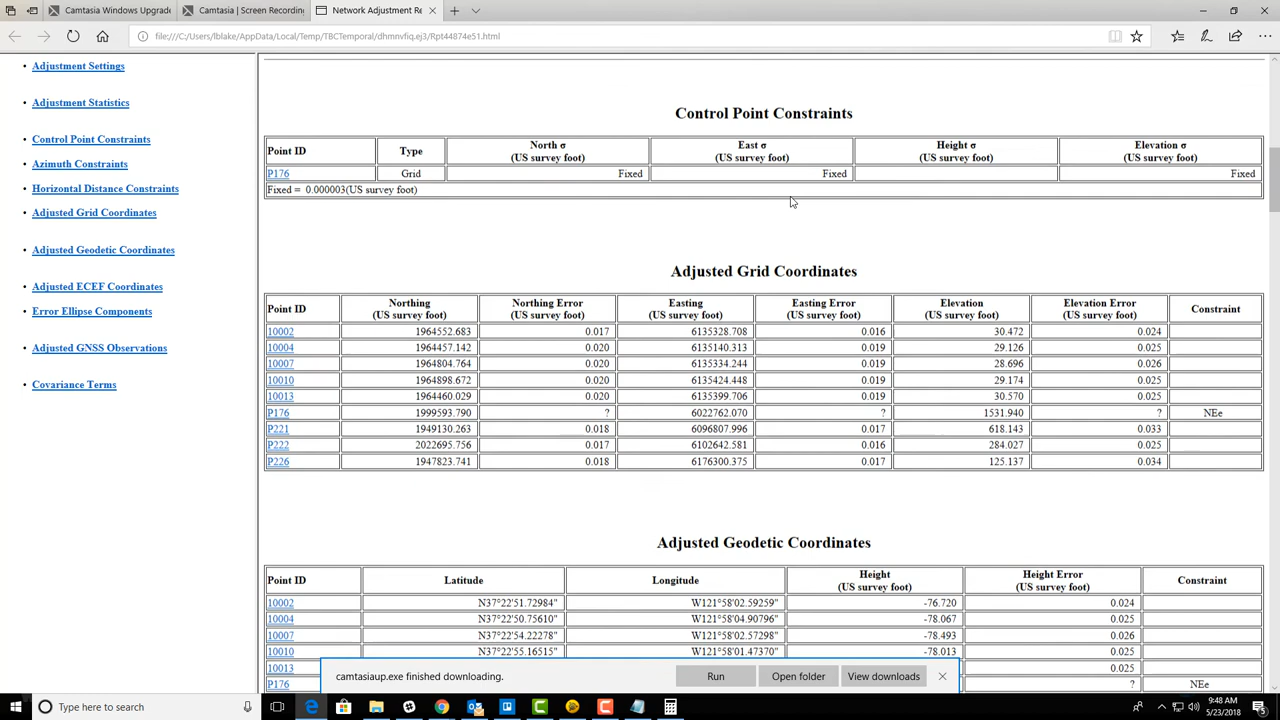 Camtasia Windows Upgrade
Camtasia | Screen Recording
Network Adjustment Re
file:///C:/Users/lblake/AppData/Local/Temp/TBCTemporal/dhmnvfiq.ej3/Rpt44874e51.html
Adjustment Settings
Adjustment Statistics
Control Point Constraints
Azimuth Constraints
Horizontal Distance Constraints
Adjusted Grid Coordinates
Adjusted Geodetic Coordinates
Adjusted ECEF Coordinates
Error Ellipse Components
Adjusted GNSS Observations
Covariance Terms
Control Point Constraints
Point ID Type North σ (US survey foot) East σ (US survey foot) Height σ (US survey foot) Elevation σ (US survey foot)
P176 Grid Fixed Fixed Fixed
Fixed = 0.000003(US survey foot)
Adjusted Grid Coordinates
Point ID Northing (US survey foot) Northing Error (US survey foot) Easting (US survey foot) Easting Error (US survey foot) Elevation (US survey foot) Elevation Error (US survey foot) Constraint
10002 1964552.683 0.017 6135328.708 0.016 30.472 0.024
10004 1964457.142 0.020 6135140.313 0.019 29.126 0.025
10007 1964804.764 0.020 6135334.244 0.019 28.696 0.026
10010 1964898.672 0.020 6135424.448 0.019 29.174 0.025
10013 1964460.029 0.020 6135399.706 0.019 30.570 0.025
P176 1999593.790 ? 6022762.070 ? 1531.940 ? NEe
P221 1949130.263 0.018 6096807.996 0.017 618.143 0.033
P222 2022695.756 0.017 6102642.581 0.016 284.027 0.025
P226 1947823.741 0.018 6176300.375 0.017 125.137 0.034
Adjusted Geodetic Coordinates
Point ID Latitude Longitude Height (US survey foot) Height Error (US survey foot) Constraint
10002 N37°22'51.72984" W121°58'02.59259" -76.720 0.024
10004 N37°22'50.75610" W121°58'04.90796" -78.067 0.025
10007 N37°22'54.22278" W121°58'02.57298" -78.493 0.026
10010 N37°22'55.16515" W121°58'01.47370" -78.013 0.025
10013 0.025
P176 ? NEe
camtasiaup.exe finished downloading.
Run
Open folder
View downloads
Type here to search
9:48 AM
5/23/2018